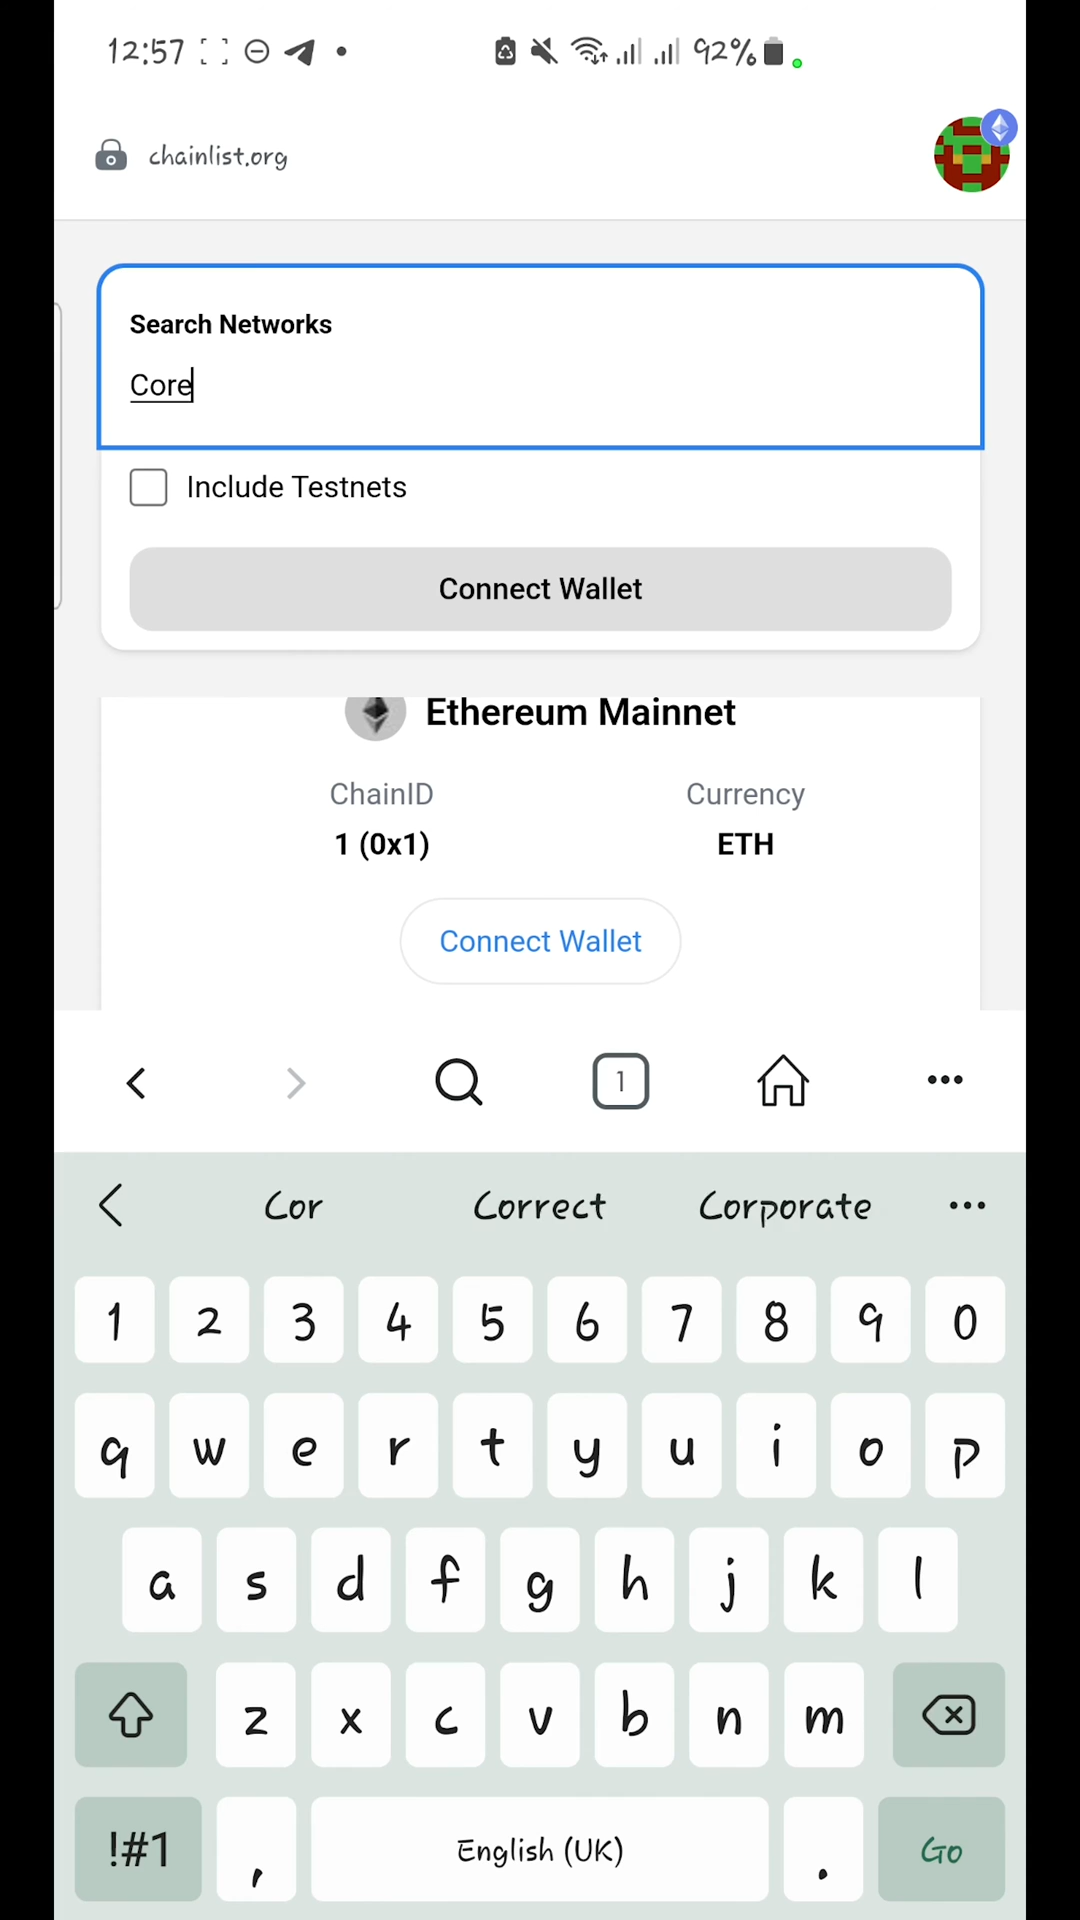 12:57 92%
chainlist.org
Search Networks
Core
Include Testnets
Connect Wallet
Ethereum Mainnet
ChainID Currency
1 (0x1) ETH
Connect Wallet
1
Cor Correct Corporate
1 2 3 4 5 6 7 8 9 0
q w e r t y u i o p
a s d f g h j k l
z x c v b n m
!#1 , English (UK) . Go